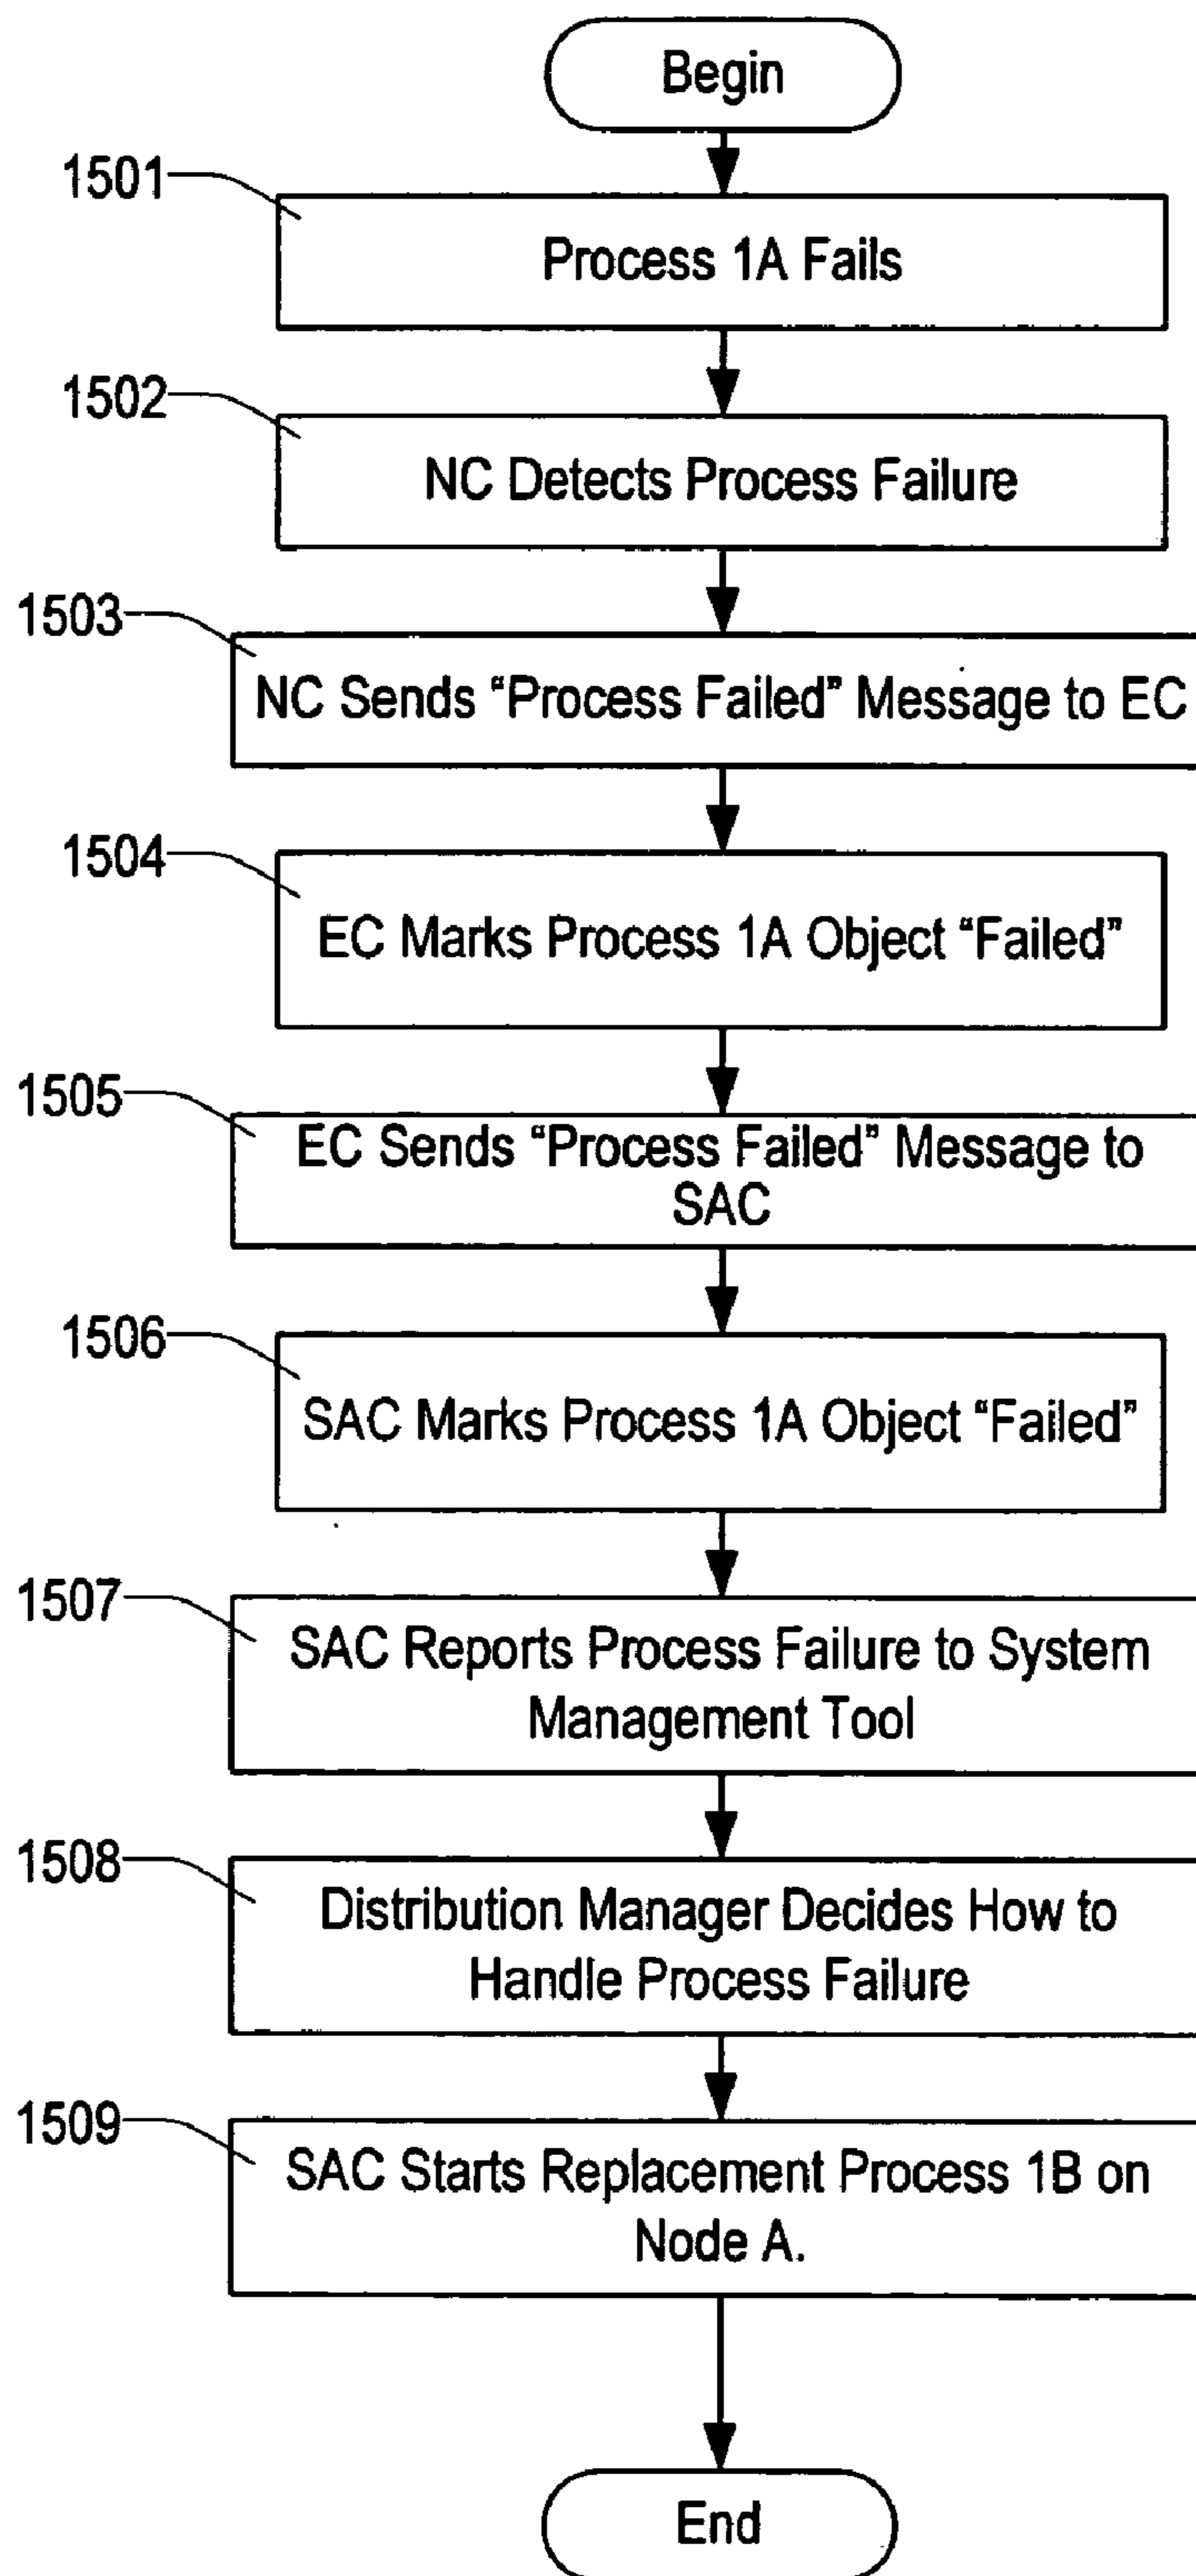 Begin
1501
Process 1A Fails
1502
NC Detects Process Failure
1503
NC Sends “Process Failed” Message to EC
1504
EC Marks Process 1A Object “Failed”
1505
EC Sends “Process Failed” Message to
SAC
1506
SAC Marks Process 1A Object “Failed”
1507
SAC Reports Process Failure to System
Management Tool
1508
Distribution Manager Decides How to
Handle Process Failure
1509
SAC Starts Replacement Process 1B on
Node A.
End